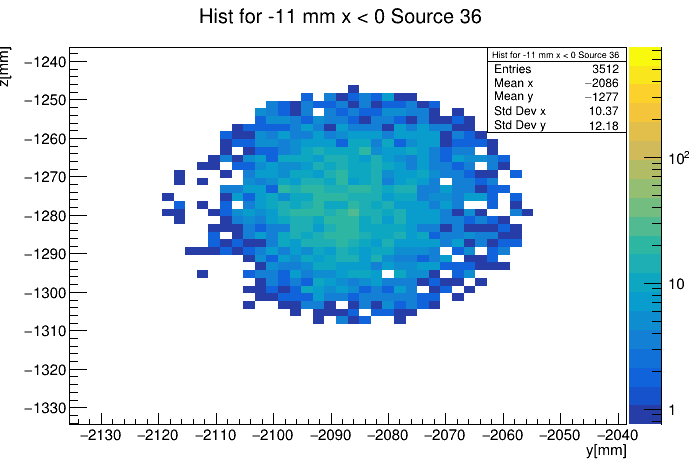 Hist for -11 mm x < 0 Source 36
z[mm]
−1240
−1250
−1260
−1270
−1280
−1290
−1300
−1310
−1320
−1330
Hist for -11 mm x < 0 Source 36
Entries 3512
Mean x −2086
Mean y −1277
Std Dev x 10.37
Std Dev y 12.18
10²
10
1
−2130 −2120 −2110 −2100 −2090 −2080 −2070 −2060 −2050 −2040
y[mm]